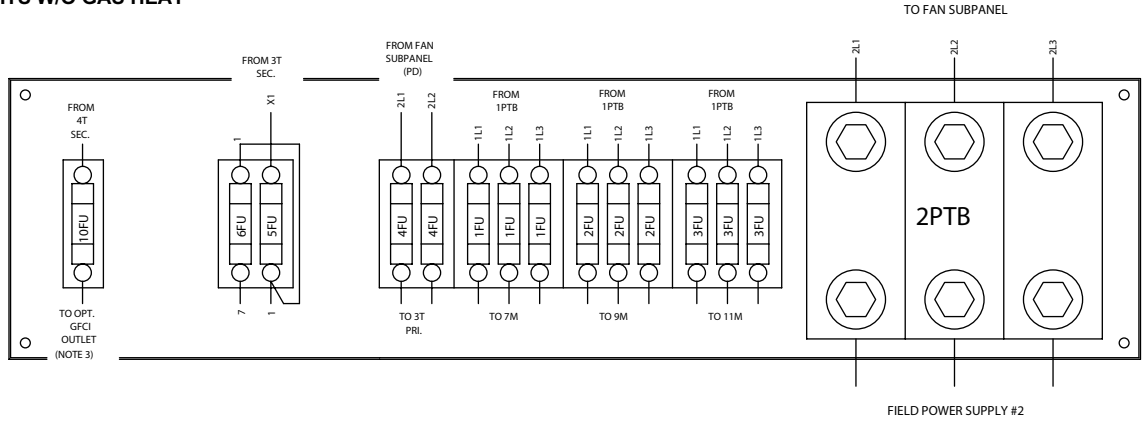 TO FAN SUBPANEL
2L1
2L2
2L3
FROM
4T
SEC.
10FU
TO OPT.
GFCI
OUTLET
(NOTE 3)
FROM 3T
SEC.
1
X1
6FU
5FU
7
1
FROM FAN
SUBPANEL
(PD)
2L1
2L2
4FU
4FU
TO 3T
PRI.
FROM
1PTB
1L1
1L2
1L3
1FU
1FU
1FU
TO 7M
FROM
1PTB
1L1
1L2
1L3
2FU
2FU
2FU
TO 9M
FROM
1PTB
1L1
1L2
1L3
3FU
3FU
3FU
TO 11M
2PTB
FIELD POWER SUPPLY #2